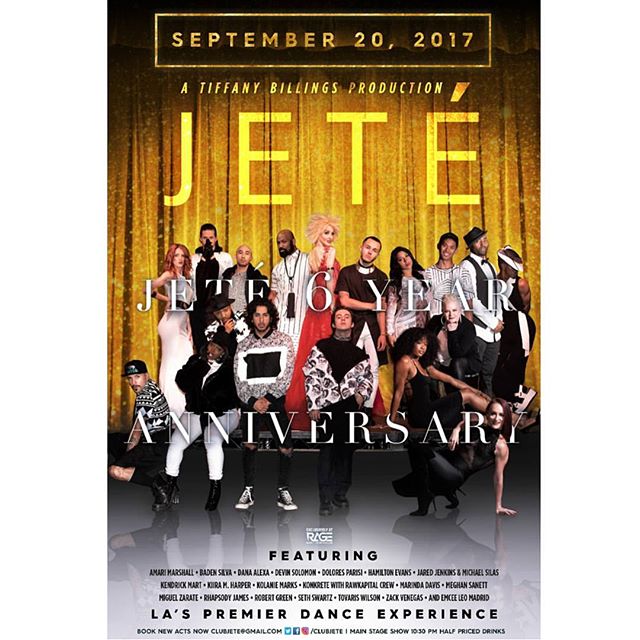 SEPTEMBER 20, 2017
A TIFFANY BILLINGS PRODUCTION
JETÉ
JETÉ 6 YEAR
ANNIVERSARY
EXCLUSIVELY AT
RAGE
FEATURING
AMARI MARSHALL • BADEN SILVA • DANA ALEXA • DEVIN SOLOMON • DOLORES PARISI • HAMILTON EVANS • JARED JENKINS & MICHAEL SILAS
KENDRICK MART • KIIRA M. HARPER • KOLANIE MARKS • KONKRETE WITH RAWKAPITAL CREW • MARINDA DAVIS • MEGHAN SANETT
MIGUEL ZARATE • RHAPSODY JAMES • ROBERT GREEN • SETH SWARTZ • TOVARIS WILSON • ZACK VENEGAS • AND EMCEE LEO MADRID
LA'S PREMIER DANCE EXPERIENCE
BOOK NEW ACTS NOW • CLUBJETE@GMAIL.COM /CLUBJETE | MAIN STAGE SHOW 10:30 PM HALF PRICED DRINKS